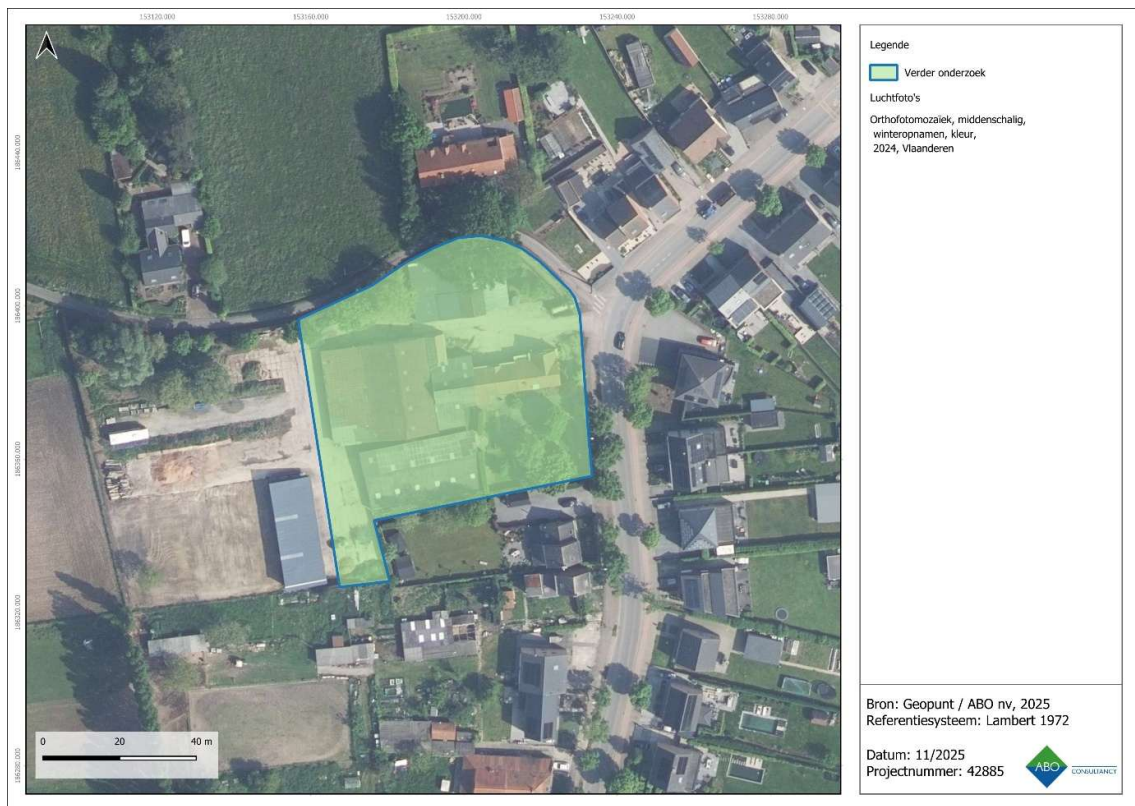 153120.000 153160.000 153200.000 153240.000 153280.000
186440.000
186400.000
186360.000
186320.000
186280.000
0 20 40 m
Legende
Verder onderzoek
Luchtfoto's
Orthofotomozaïek, middenschalig,
winteropnamen, kleur,
2024, Vlaanderen
Bron: Geopunt / ABO nv, 2025
Referentiesysteem: Lambert 1972
Datum: 11/2025
Projectnummer: 42885
ABO CONSULTANCY